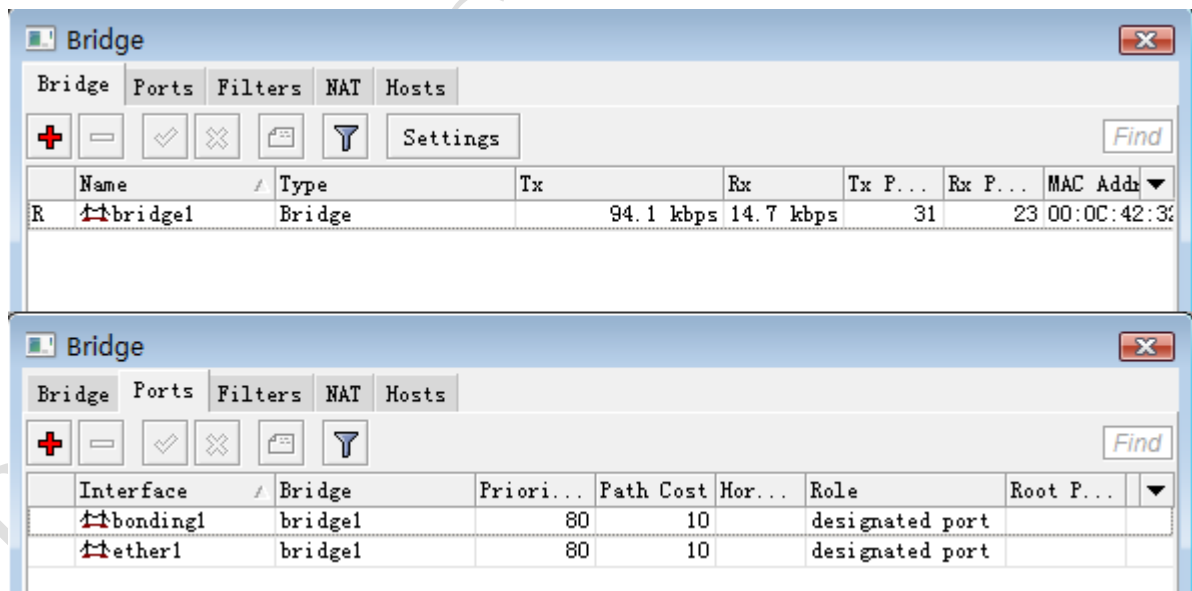 Bridge
Bridge Ports Filters NAT Hosts
Settings Find
Name Type Tx Rx Tx P... Rx P... MAC Addr
R bridge1 Bridge 94.1 kbps 14.7 kbps 31 23 00:0C:42:32
Bridge
Bridge Ports Filters NAT Hosts
Find
Interface Bridge Priori... Path Cost Hor... Role Root P...
bonding1 bridge1 80 10 designated port
ether1 bridge1 80 10 designated port